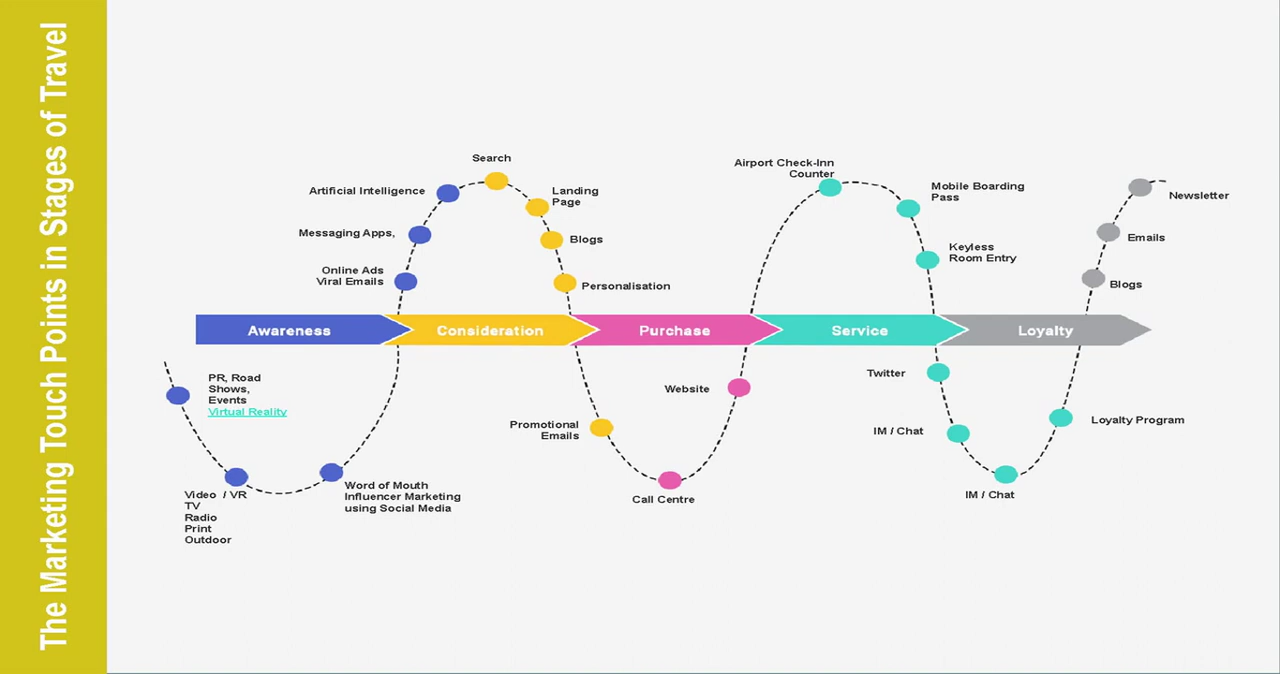 The Marketing Touch Points in Stages of Travel
Search
Artificial Intelligence
Landing
Page
Messaging Apps,
Blogs
Online Ads
Viral Emails
Personalisation
Airport Check-Inn
Counter
Mobile Boarding
Pass
Keyless
Room Entry
Newsletter
Emails
Blogs
Awareness
Consideration
Purchase
Service
Loyalty
PR, Road
Shows,
Events
Virtual Reality
Video / VR
TV
Radio
Print
Outdoor
Word of Mouth
Influencer Marketing
using Social Media
Promotional
Emails
Website
Call Centre
Twitter
IM / Chat
IM / Chat
Loyalty Program